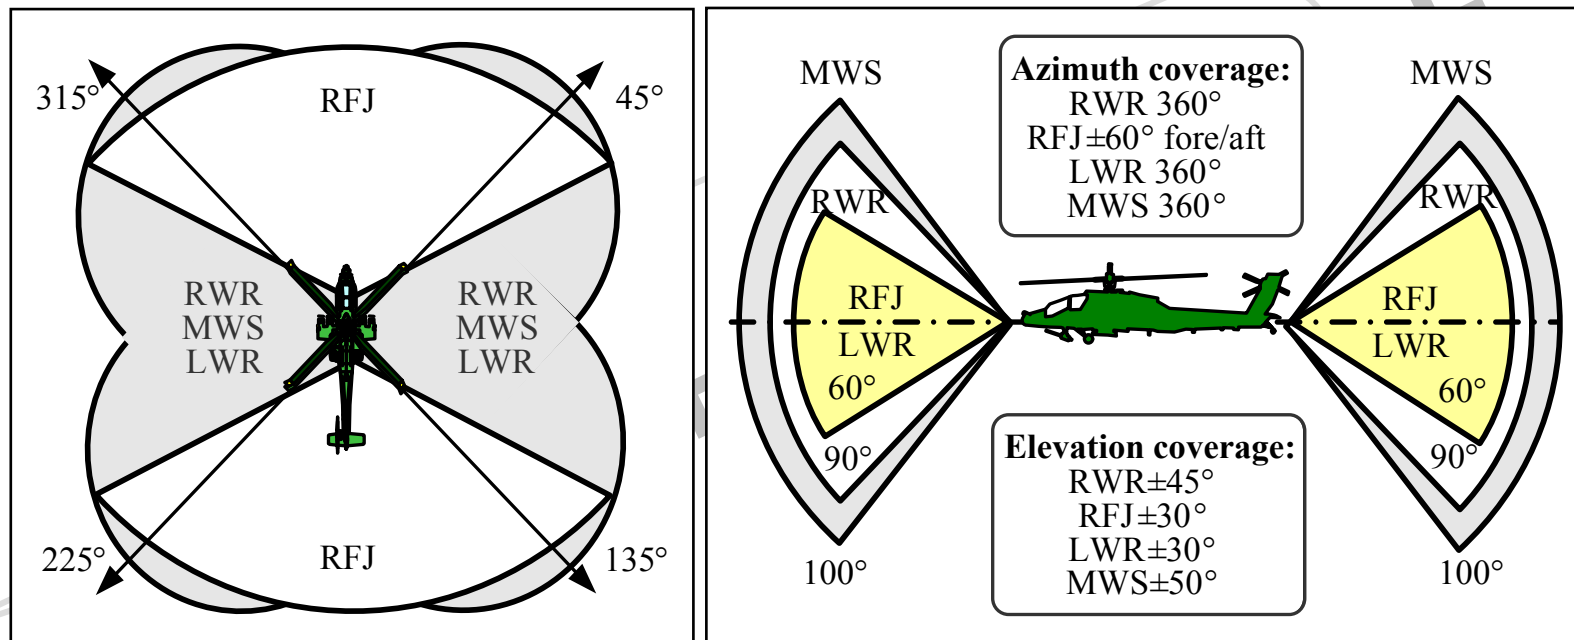 315°
RFJ
45°
RWR
MWS
LWR
RWR
MWS
LWR
225°
RFJ
135°
MWS
RWR
RFJ
LWR
60°
90°
100°
Azimuth coverage:
RWR 360°
RFJ±60° fore/aft
LWR 360°
MWS 360°
Elevation coverage:
RWR±45°
RFJ±30°
LWR±30°
MWS±50°
MWS
RWR
RFJ
LWR
60°
90°
100°